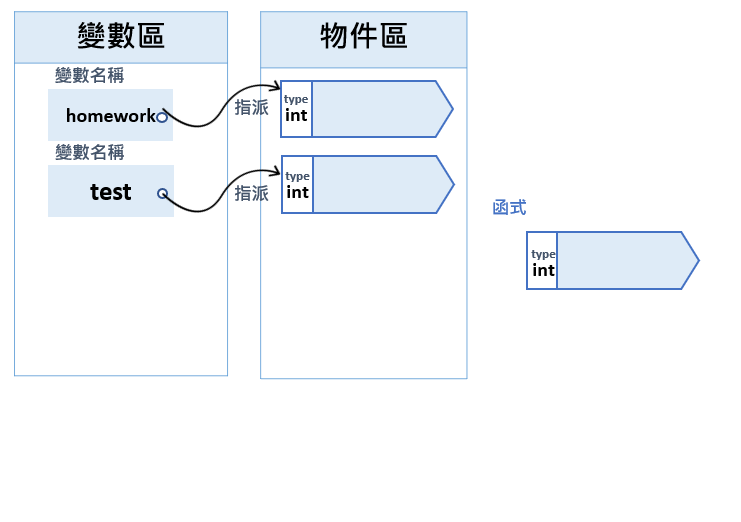 變數區
物件區
變數名稱
homework
指派
type
int
變數名稱
test
指派
type
int
函式
type
int